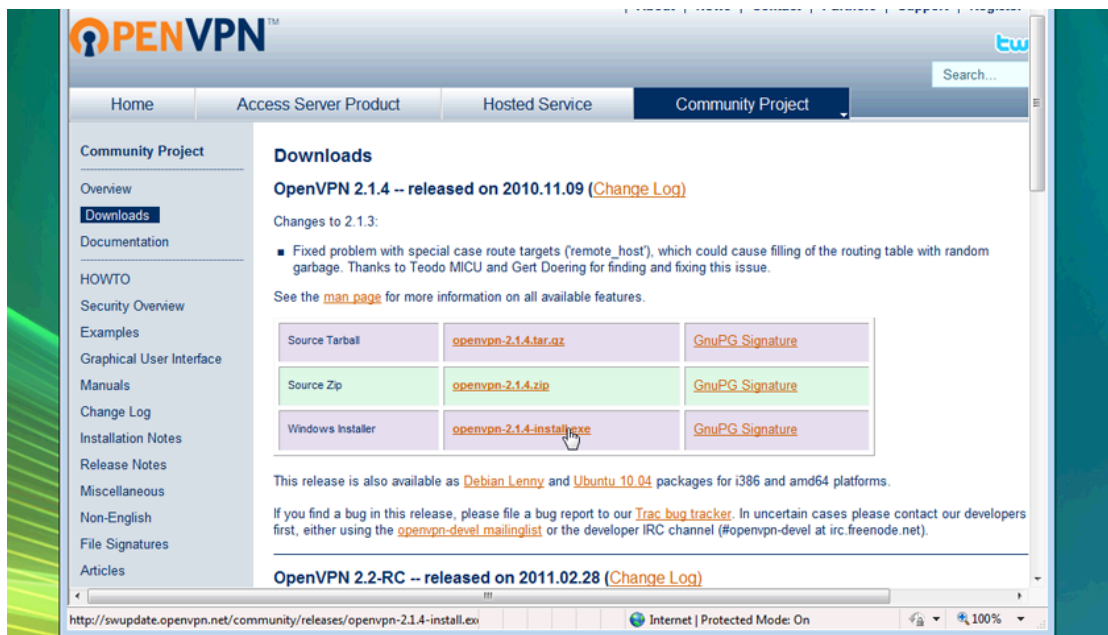 About | News | Contact | Partners | Support | Register
OPENVPN™
tw
Search...
Home Access Server Product Hosted Service Community Project
Community Project
Overview
Downloads
Documentation
HOWTO
Security Overview
Examples
Graphical User Interface
Manuals
Change Log
Installation Notes
Release Notes
Miscellaneous
Non-English
File Signatures
Articles
Downloads
OpenVPN 2.1.4 -- released on 2010.11.09 (Change Log)
Changes to 2.1.3:
Fixed problem with special case route targets ('remote_host'), which could cause filling of the routing table with random
garbage. Thanks to Teodo MICU and Gert Doering for finding and fixing this issue.
See the man page for more information on all available features.
Source Tarball openvpn-2.1.4.tar.gz GnuPG Signature
Source Zip openvpn-2.1.4.zip GnuPG Signature
Windows Installer openvpn-2.1.4-install.exe GnuPG Signature
This release is also available as Debian Lenny and Ubuntu 10.04 packages for i386 and amd64 platforms.
If you find a bug in this release, please file a bug report to our Trac bug tracker. In uncertain cases please contact our developers
first, either using the openvpn-devel mailinglist or the developer IRC channel (#openvpn-devel at irc.freenode.net).
OpenVPN 2.2-RC -- released on 2011.02.28 (Change Log)
http://swupdate.openvpn.net/community/releases/openvpn-2.1.4-install.ex Internet | Protected Mode: On 100%